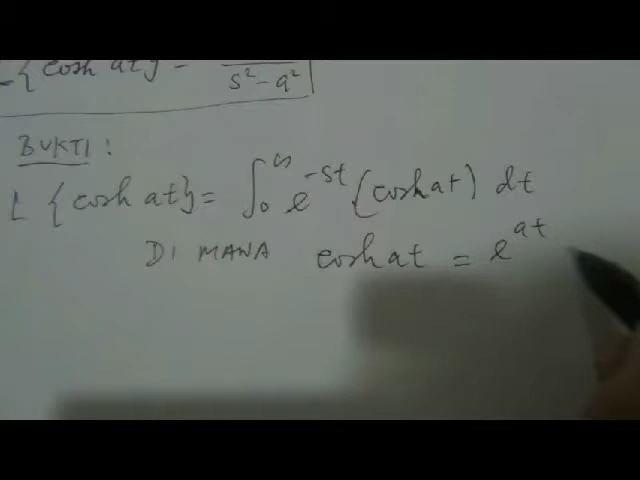 L{cosh at} = ─── s² - a²
BUKTI :
L {cosh at} = ∫₀^∞ e^-st (cosh at) dt
DI MANA cosh at = e^at